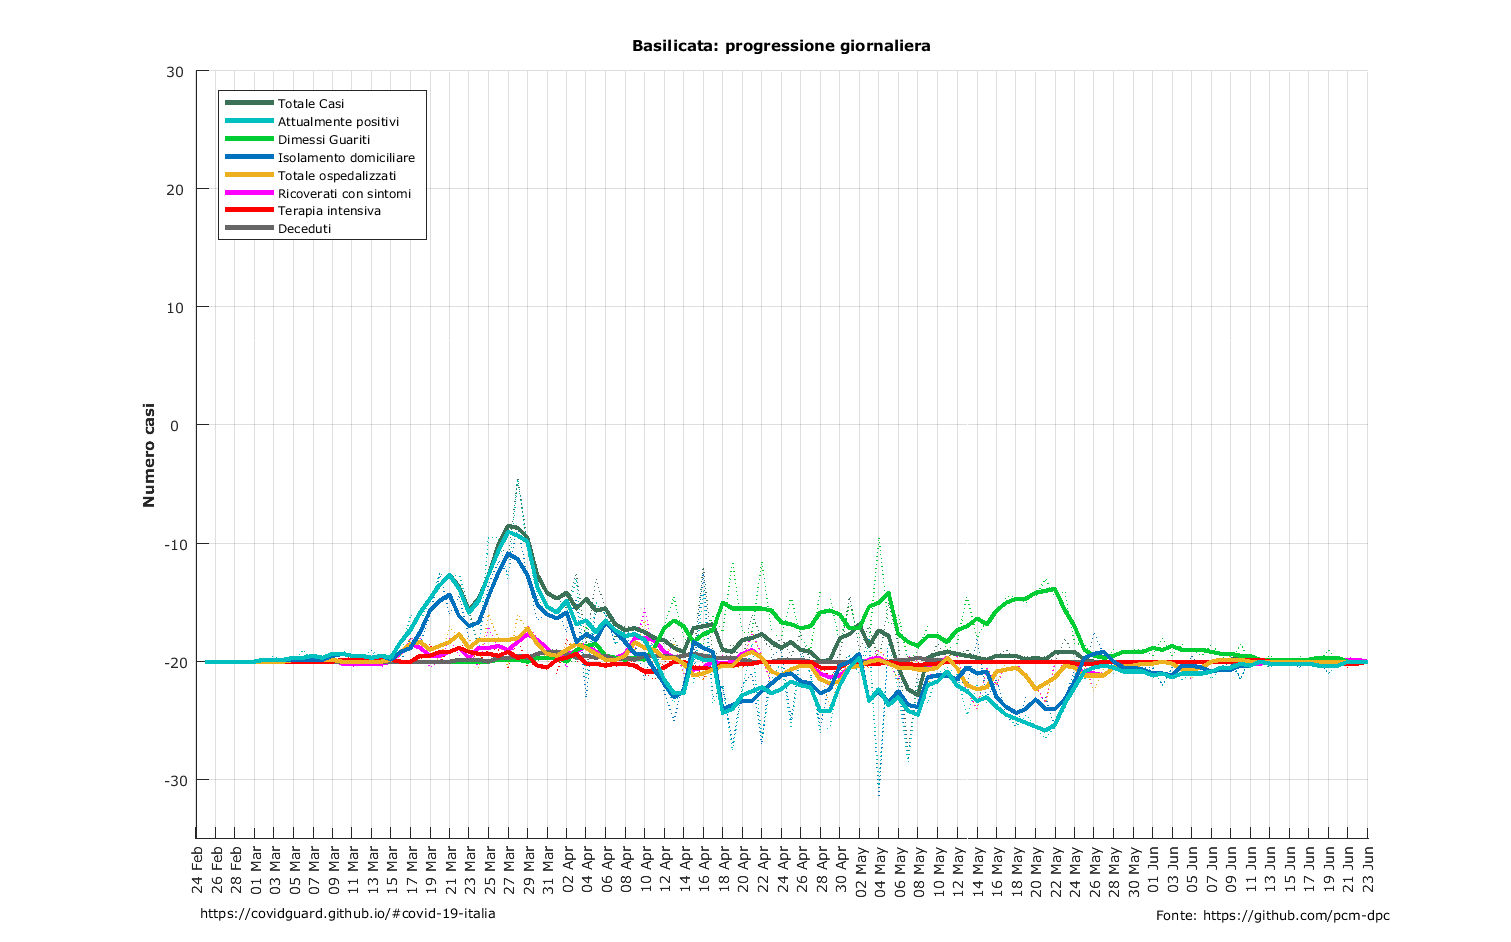 Basilicata: progressione giornaliera
Numero casi
30
20
10
0
-10
-20
-30
Totale Casi
Attualmente positivi
Dimessi Guariti
Isolamento domiciliare
Totale ospedalizzati
Ricoverati con sintomi
Terapia intensiva
Deceduti
24 Feb
26 Feb
28 Feb
01 Mar
03 Mar
05 Mar
07 Mar
09 Mar
11 Mar
13 Mar
15 Mar
17 Mar
19 Mar
21 Mar
23 Mar
25 Mar
27 Mar
29 Mar
31 Mar
02 Apr
04 Apr
06 Apr
08 Apr
10 Apr
12 Apr
14 Apr
16 Apr
18 Apr
20 Apr
22 Apr
24 Apr
26 Apr
28 Apr
30 Apr
02 May
04 May
06 May
08 May
10 May
12 May
14 May
16 May
18 May
20 May
22 May
24 May
26 May
28 May
30 May
01 Jun
03 Jun
05 Jun
07 Jun
09 Jun
11 Jun
13 Jun
15 Jun
17 Jun
19 Jun
21 Jun
23 Jun
https://covidguard.github.io/#covid-19-italia
Fonte: https://github.com/pcm-dpc